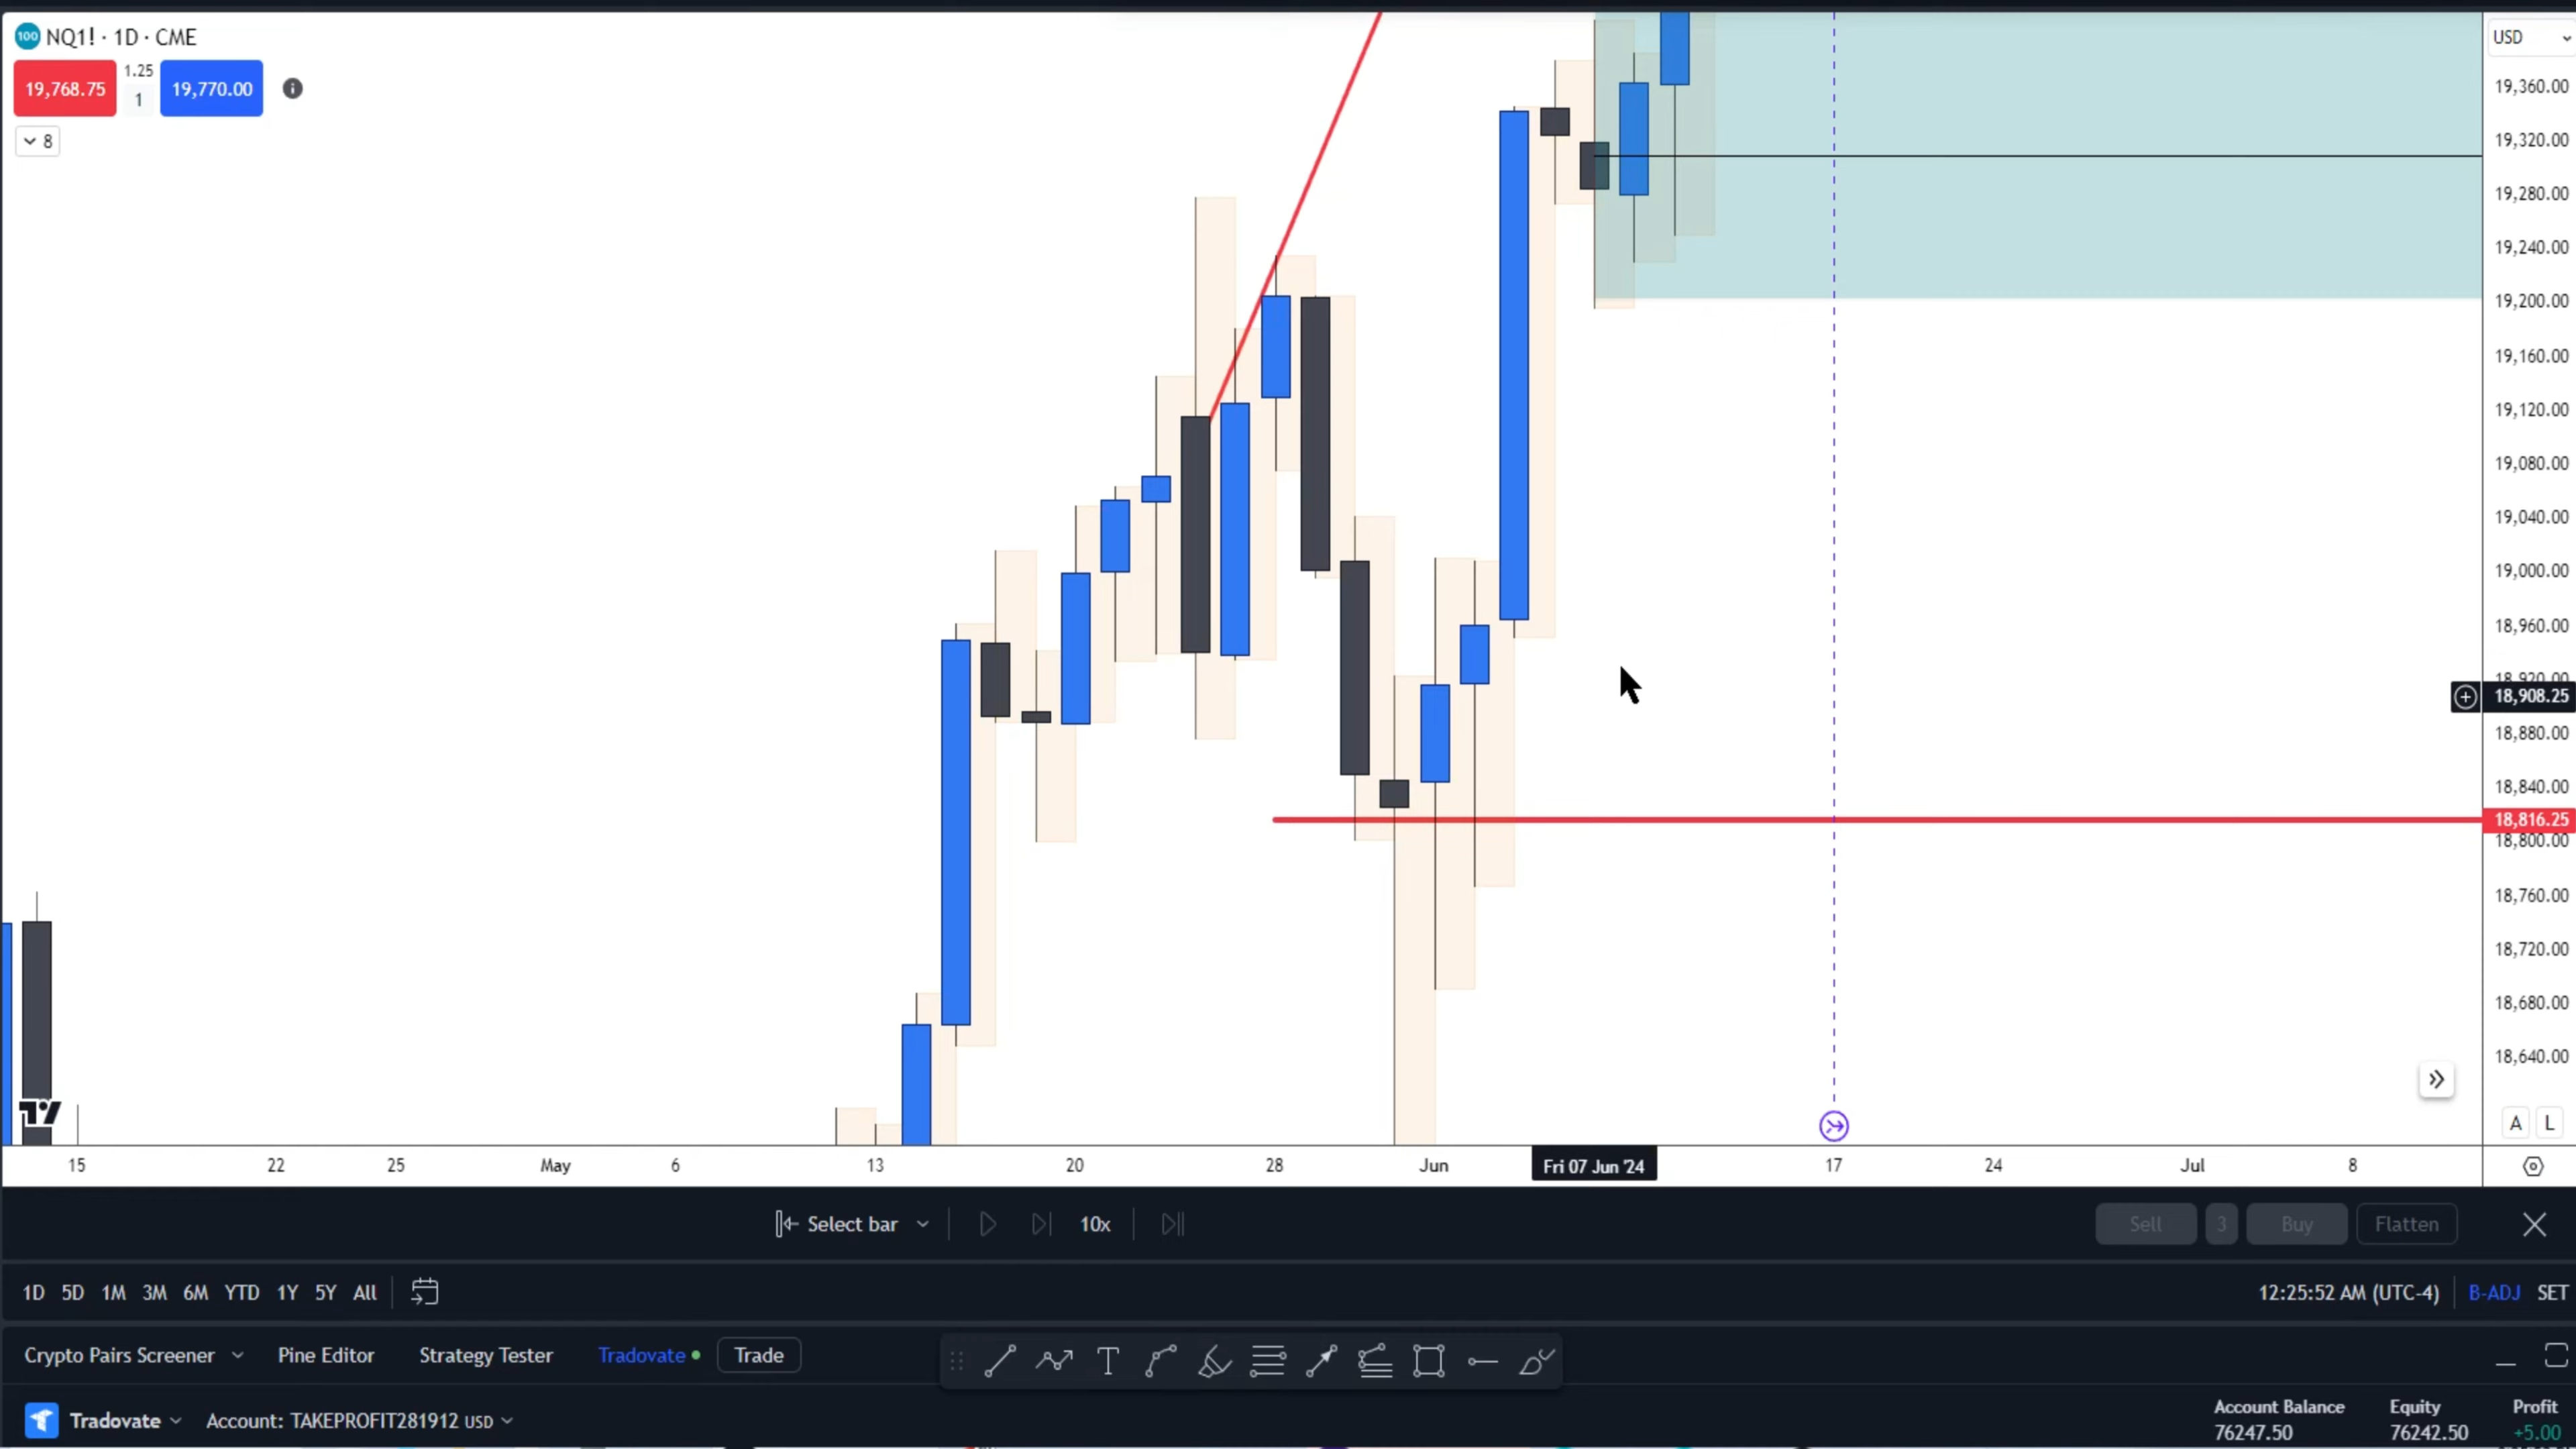 100 NQ1! · 1D · CME
19,768.75 1.25 1 19,770.00
8
USD
19,360.00
19,320.00
19,280.00
19,240.00
19,200.00
19,160.00
19,120.00
19,080.00
19,040.00
19,000.00
18,960.00
18,920.00
18,908.25
18,880.00
18,840.00
18,816.25
18,800.00
18,760.00
18,720.00
18,680.00
18,640.00
A L
15 22 25 May 6 13 20 28 Jun Fri 07 Jun '24 17 24 Jul 8
Select bar 10x Sell 3 Buy Flatten
1D 5D 1M 3M 6M YTD 1Y 5Y All 12:25:52 AM (UTC-4) B-ADJ SET
Crypto Pairs Screener Pine Editor Strategy Tester Tradovate Trade
Tradovate Account: TAKEPROFIT281912 USD
Account Balance Equity Profit
76247.50 76242.50 +5.00